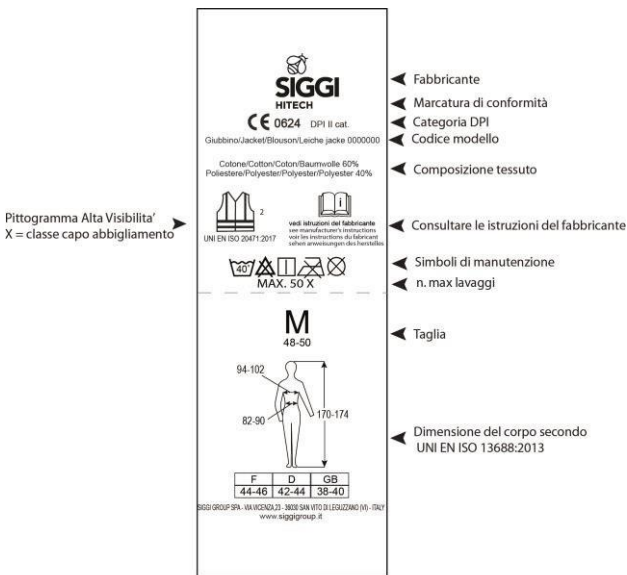 SIGGI
HITECH
CE 0624 DPI II cat.
Giubbino/Jacket/Blouson/Leiche jacke 0000000
Cotone/Cotton/Coton/Baumwolle 60%
Poliestere/Polyester/Polyester/Polyester 40%
2
UNI EN ISO 20471:2017
i
vedi istruzioni del fabbricante
see manufacturer's instructions
voir les instructions du fabricant
sehen anweisungen des herstelles
40°
MAX. 50 X
M
48-50
94-102
82-90
170-174
F D GB
44-46 42-44 38-40
SIGGI GROUP SPA - VIA VICENZA,23 - 36030 SAN VITO DI LEGUZZANO (VI) - ITALY
www.siggigroup.it
Pittogramma Alta Visibilita'
X = classe capo abbigliamento
Fabbricante
Marcatura di conformità
Categoria DPI
Codice modello
Composizione tessuto
Consultare le istruzioni del fabbricante
Simboli di manutenzione
n. max lavaggi
Taglia
Dimensione del corpo secondo
UNI EN ISO 13688:2013